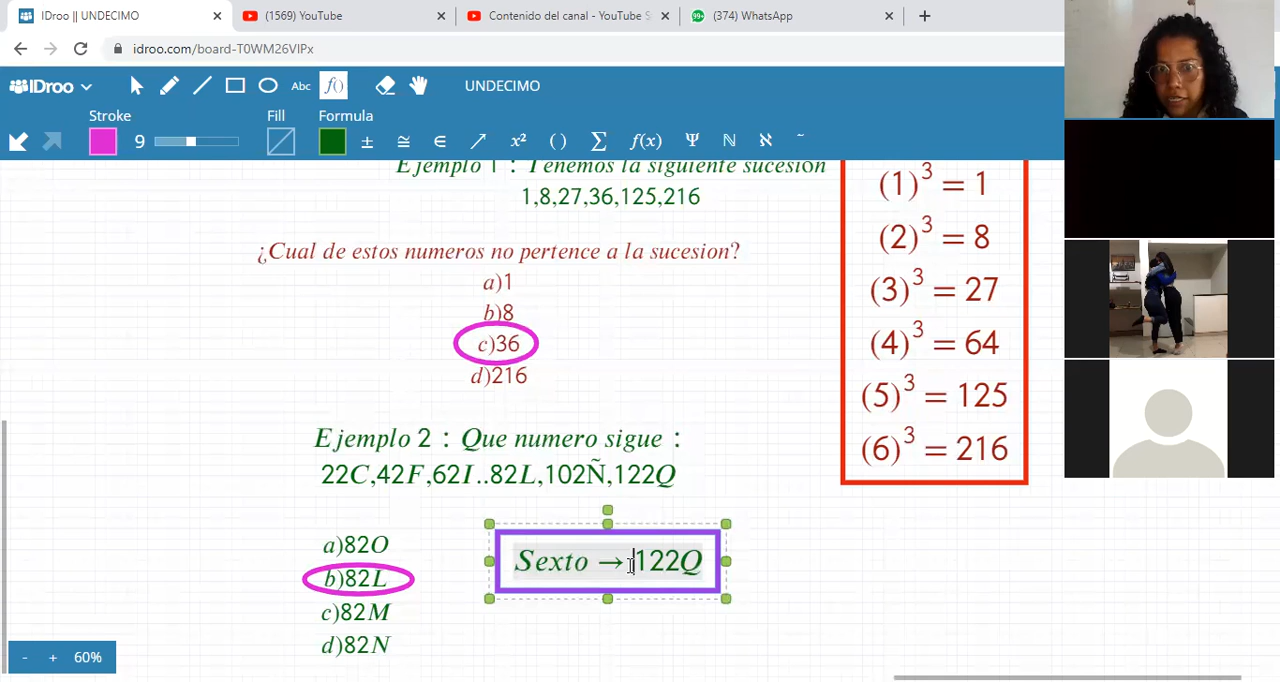 IDroo || UNDECIMO
(1569) YouTube
Contenido del canal - YouTube S
99+
(374) WhatsApp
idroo.com/board-T0WM26VIPx
IDroo
Abc
f()
UNDECIMO
Stroke
Fill
Formula
9
± ≅ ∈ x² ( ) ∑ f(x) Ψ ℕ ℵ ~
Ejemplo 1 : Tenemos la siguiente sucesion
1,8,27,36,125,216
¿Cual de estos numeros no pertence a la sucesion?
a)1
b)8
c)36
d)216
(1)³ = 1
(2)³ = 8
(3)³ = 27
(4)³ = 64
(5)³ = 125
(6)³ = 216
Ejemplo 2 : Que numero sigue :
22C,42F,62I..82L,102Ñ,122Q
a)82O
b)82L
c)82M
d)82N
Sexto →122Q
- + 60%